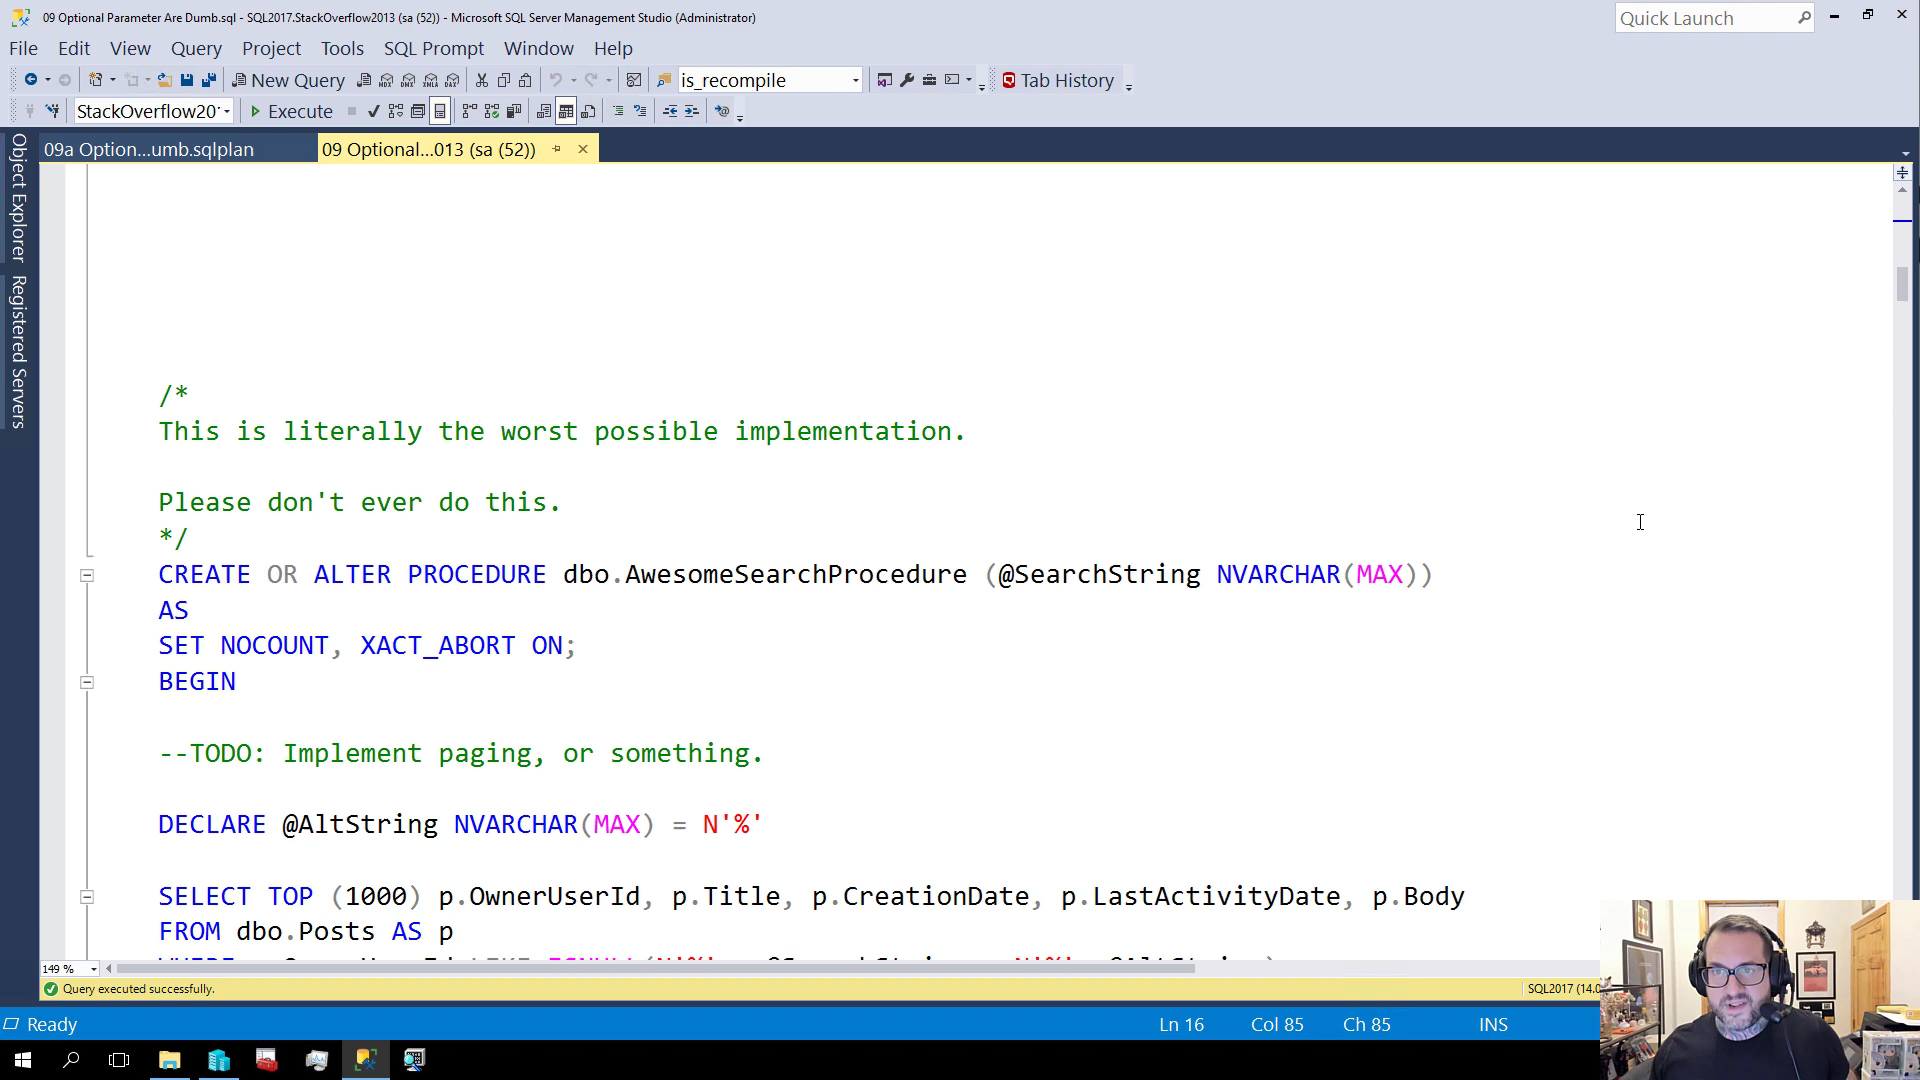 09 Optional Parameter Are Dumb.sql - SQL2017.StackOverflow2013 (sa (52)) - Microsoft SQL Server Management Studio (Administrator)
Quick Launch
File Edit View Query Project Tools SQL Prompt Window Help
New Query
is_recompile
Tab History
StackOverflow20
Execute
09a Option...umb.sqlplan
09 Optional...013 (sa (52))
Object Explorer
Registered Servers
/*
This is literally the worst possible implementation.
Please don't ever do this.
*/
CREATE OR ALTER PROCEDURE dbo.AwesomeSearchProcedure (@SearchString NVARCHAR(MAX))
AS
SET NOCOUNT, XACT_ABORT ON;
BEGIN
--TODO: Implement paging, or something.
DECLARE @AltString NVARCHAR(MAX) = N'%'
SELECT TOP (1000) p.OwnerUserId, p.Title, p.CreationDate, p.LastActivityDate, p.Body
FROM dbo.Posts AS p
149 %
Query executed successfully.
SQL2017 (14.0
Ready
Ln 16
Col 85
Ch 85
INS